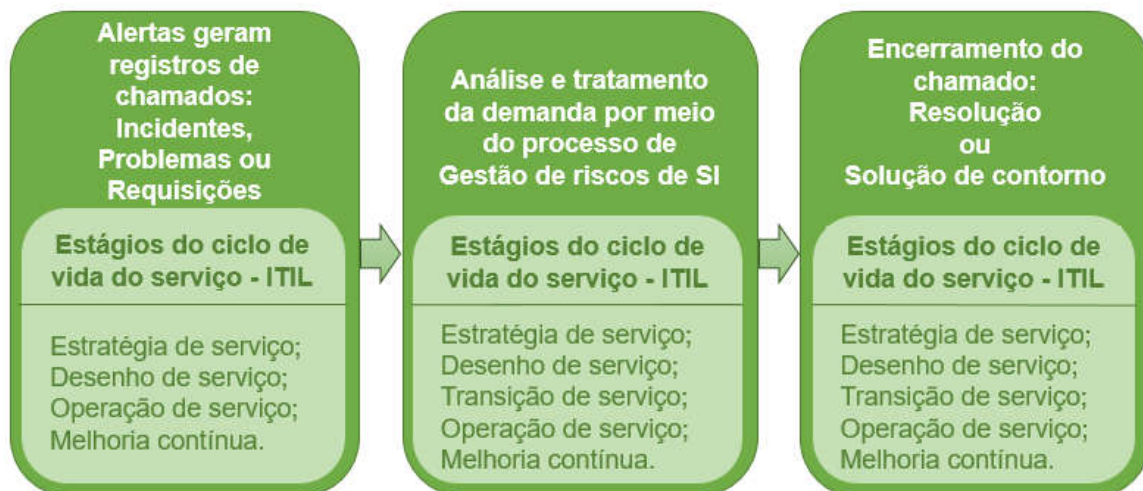 Alertas geram
registros de
chamados:
Incidentes,
Problemas ou
Requisições
Estágios do ciclo de
vida do serviço - ITIL
Estratégia de serviço;
Desenho de serviço;
Operação de serviço;
Melhoria contínua.
Análise e tratamento
da demanda por meio
do processo de
Gestão de riscos de SI
Estágios do ciclo de
vida do serviço - ITIL
Estratégia de serviço;
Desenho de serviço;
Transição de serviço;
Operação de serviço;
Melhoria contínua.
Encerramento do
chamado:
Resolução
ou
Solução de contorno
Estágios do ciclo de
vida do serviço - ITIL
Estratégia de serviço;
Desenho de serviço;
Transição de serviço;
Operação de serviço;
Melhoria contínua.